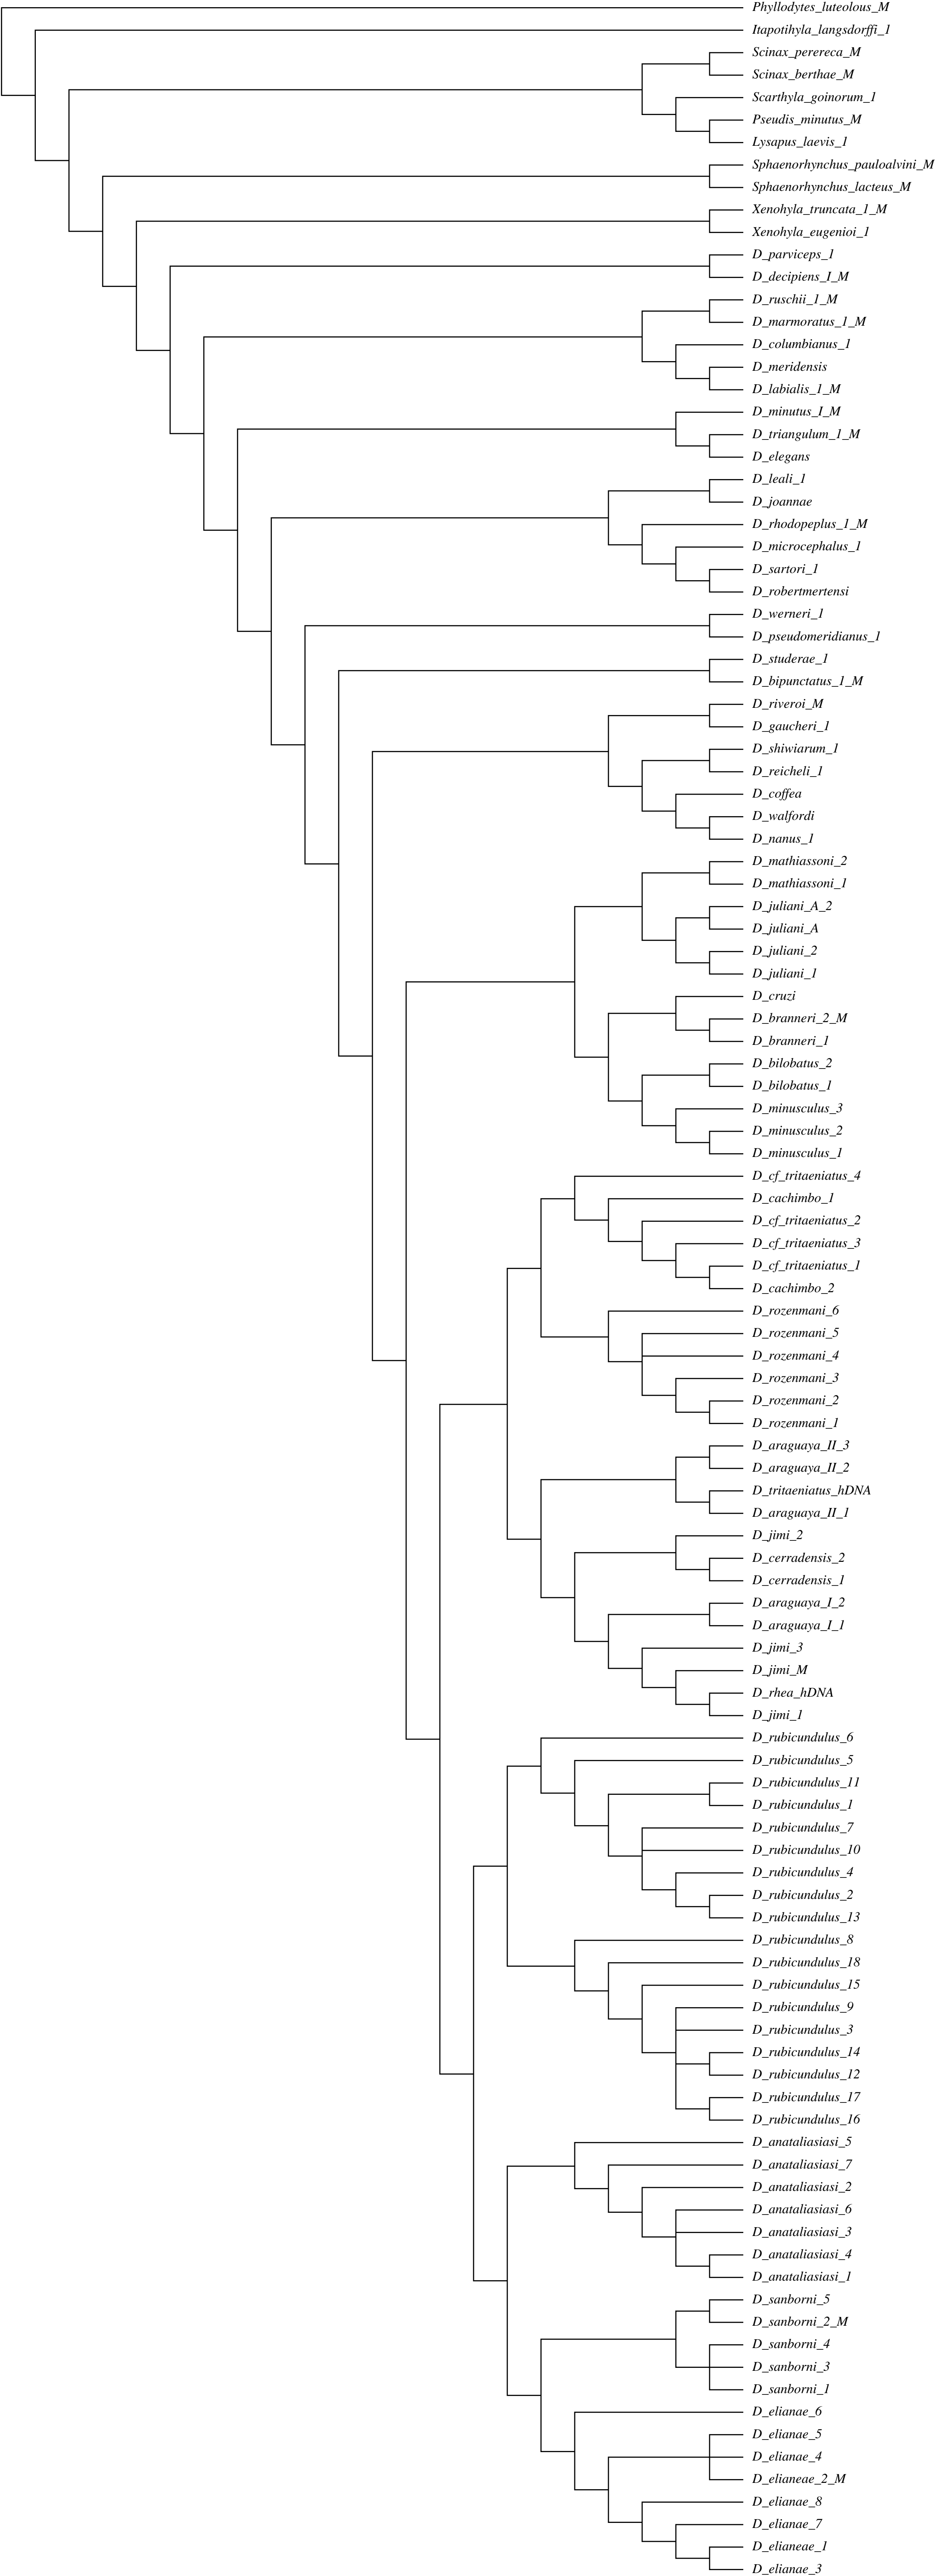 Phyllodytes_luteolous_M
Itapotihyla_langsdorffi_1
Scinax_perereca_M
Scinax_berthae_M
Scarthyla_goinorum_1
Pseudis_minutus_M
Lysapus_laevis_1
Sphaenorhynchus_pauloalvini_M
Sphaenorhynchus_lacteus_M
Xenohyla_truncata_1_M
Xenohyla_eugenioi_1
D_parviceps_1
D_decipiens_I_M
D_ruschii_1_M
D_marmoratus_1_M
D_columbianus_1
D_meridensis
D_labialis_1_M
D_minutus_I_M
D_triangulum_1_M
D_elegans
D_leali_1
D_joannae
D_rhodopeplus_1_M
D_microcephalus_1
D_sartori_1
D_robertmertensi
D_werneri_1
D_pseudomeridianus_1
D_studerae_1
D_bipunctatus_1_M
D_riveroi_M
D_gaucheri_1
D_shiwiarum_1
D_reicheli_1
D_coffea
D_walfordi
D_nanus_1
D_mathiassoni_2
D_mathiassoni_1
D_juliani_A_2
D_juliani_A
D_juliani_2
D_juliani_1
D_cruzi
D_branneri_2_M
D_branneri_1
D_bilobatus_2
D_bilobatus_1
D_minusculus_3
D_minusculus_2
D_minusculus_1
D_cf_tritaeniatus_4
D_cachimbo_1
D_cf_tritaeniatus_2
D_cf_tritaeniatus_3
D_cf_tritaeniatus_1
D_cachimbo_2
D_rozenmani_6
D_rozenmani_5
D_rozenmani_4
D_rozenmani_3
D_rozenmani_2
D_rozenmani_1
D_araguaya_II_3
D_araguaya_II_2
D_tritaeniatus_hDNA
D_araguaya_II_1
D_jimi_2
D_cerradensis_2
D_cerradensis_1
D_araguaya_I_2
D_araguaya_I_1
D_jimi_3
D_jimi_M
D_rhea_hDNA
D_jimi_1
D_rubicundulus_6
D_rubicundulus_5
D_rubicundulus_11
D_rubicundulus_1
D_rubicundulus_7
D_rubicundulus_10
D_rubicundulus_4
D_rubicundulus_2
D_rubicundulus_13
D_rubicundulus_8
D_rubicundulus_18
D_rubicundulus_15
D_rubicundulus_9
D_rubicundulus_3
D_rubicundulus_14
D_rubicundulus_12
D_rubicundulus_17
D_rubicundulus_16
D_anataliasiasi_5
D_anataliasiasi_7
D_anataliasiasi_2
D_anataliasiasi_6
D_anataliasiasi_3
D_anataliasiasi_4
D_anataliasiasi_1
D_sanborni_5
D_sanborni_2_M
D_sanborni_4
D_sanborni_3
D_sanborni_1
D_elianae_6
D_elianae_5
D_elianae_4
D_elianeae_2_M
D_elianae_8
D_elianae_7
D_elianeae_1
D_elianae_3